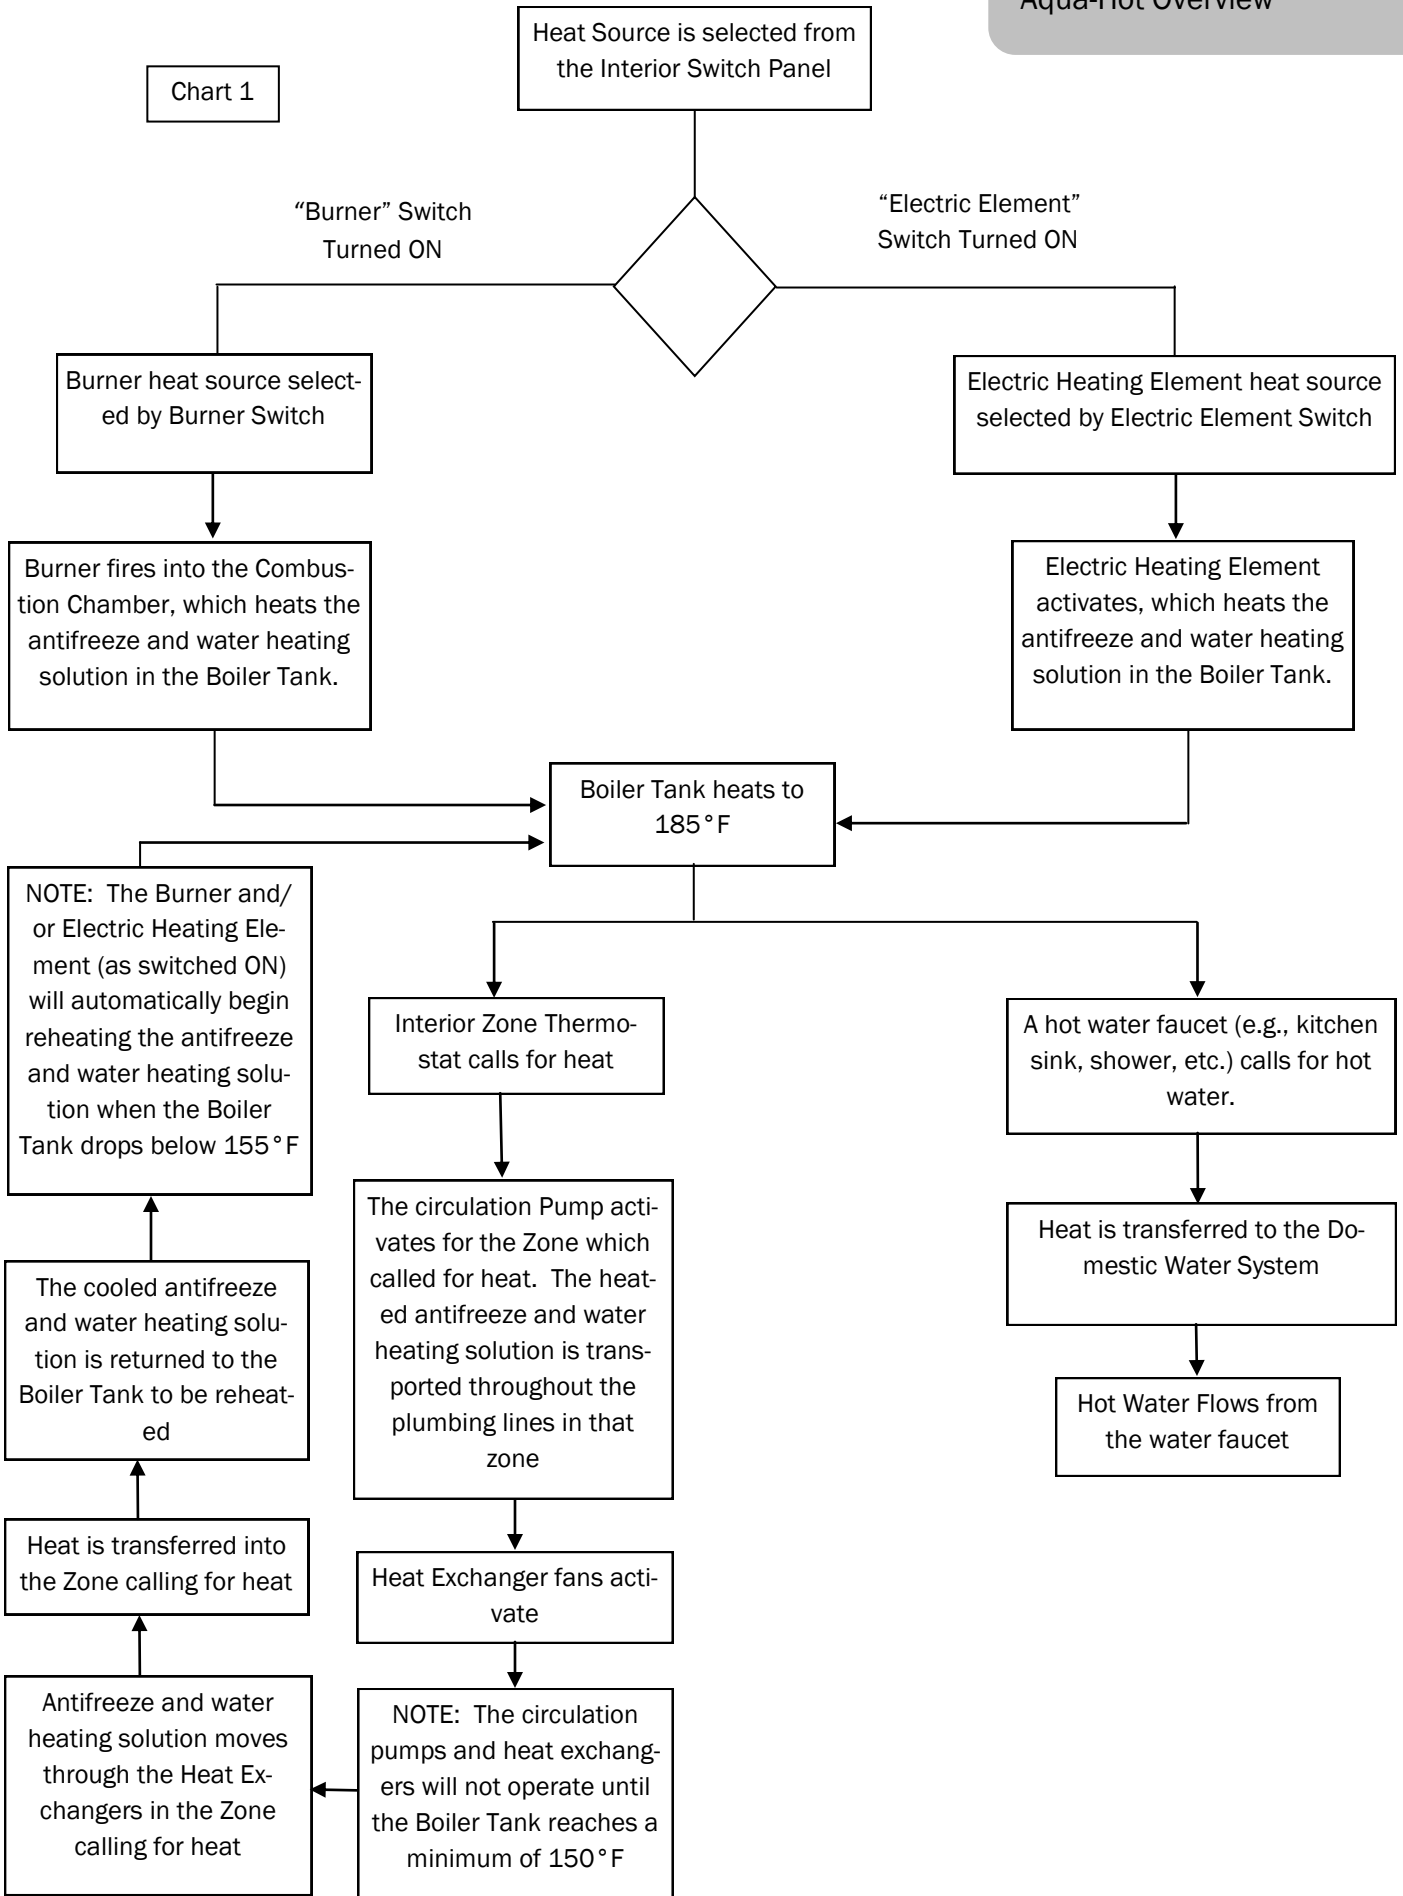 Aqua-Hot Overview
Heat Source is selected from
the Interior Switch Panel
Chart 1
“Burner” Switch
Turned ON
“Electric Element”
Switch Turned ON
Burner heat source select-
ed by Burner Switch
Electric Heating Element heat source
selected by Electric Element Switch
Burner fires into the Combus-
tion Chamber, which heats the
antifreeze and water heating
solution in the Boiler Tank.
Electric Heating Element
activates, which heats the
antifreeze and water heating
solution in the Boiler Tank.
Boiler Tank heats to
185°F
NOTE:  The Burner and/
or Electric Heating Ele-
ment (as switched ON)
will automatically begin
reheating the antifreeze
and water heating solu-
tion when the Boiler
Tank drops below 155°F
Interior Zone Thermo-
stat calls for heat
A hot water faucet (e.g., kitchen
sink, shower, etc.) calls for hot
water.
The circulation Pump acti-
vates for the Zone which
called for heat.  The heat-
ed antifreeze and water
heating solution is trans-
ported throughout the
plumbing lines in that
zone
Heat is transferred to the Do-
mestic Water System
The cooled antifreeze
and water heating solu-
tion is returned to the
Boiler Tank to be reheat-
ed
Hot Water Flows from
the water faucet
Heat is transferred into
the Zone calling for heat
Heat Exchanger fans acti-
vate
Antifreeze and water
heating solution moves
through the Heat Ex-
changers in the Zone
calling for heat
NOTE:  The circulation
pumps and heat exchang-
ers will not operate until
the Boiler Tank reaches a
minimum of 150°F